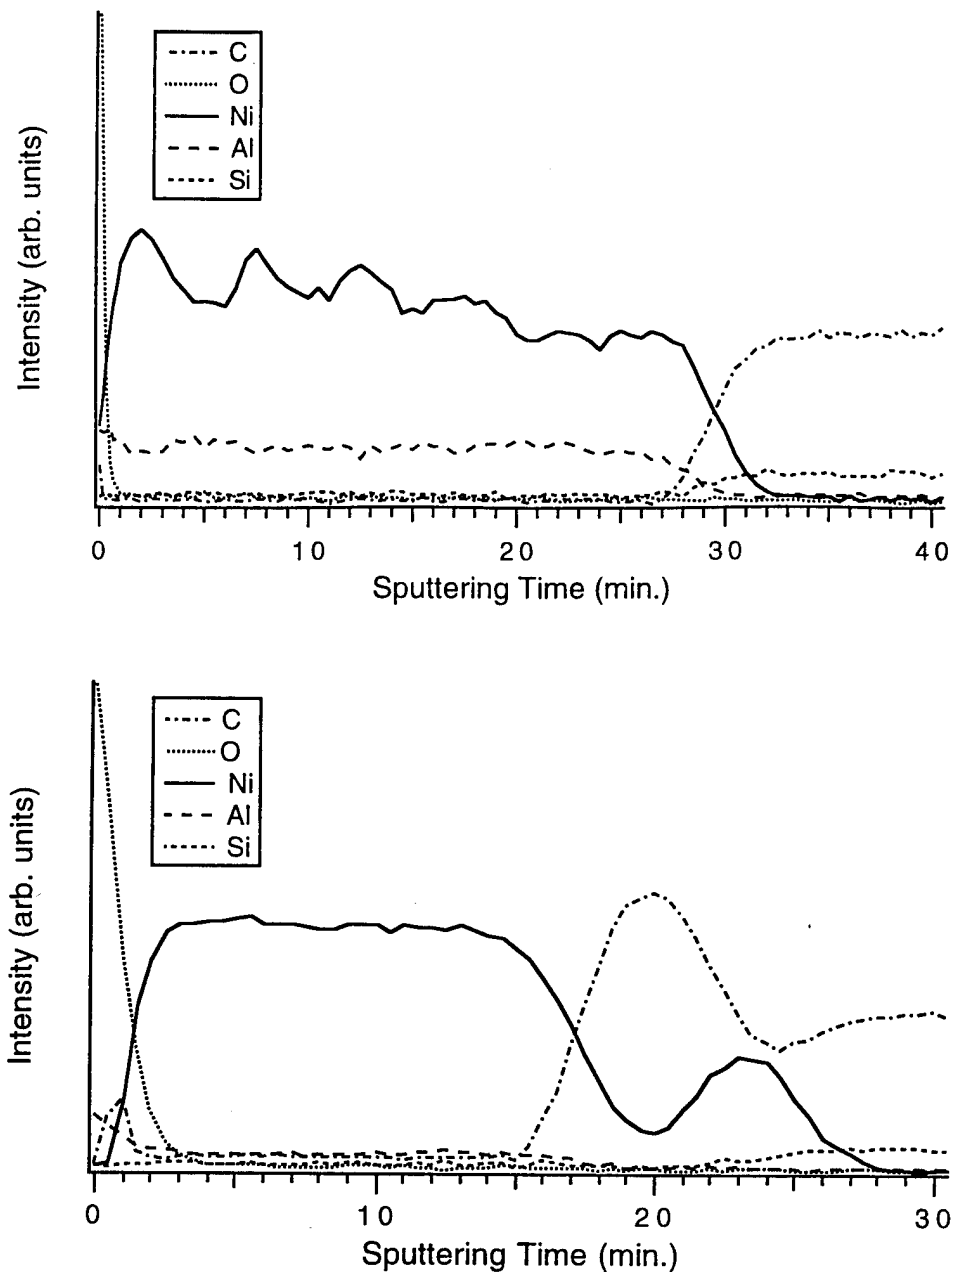 Intensity (arb. units)
C
O
Ni
Al
Si
0 10 20 30 40
Sputtering Time (min.)
Intensity (arb. units)
C
O
Ni
Al
Si
0 10 20 30
Sputtering Time (min.)